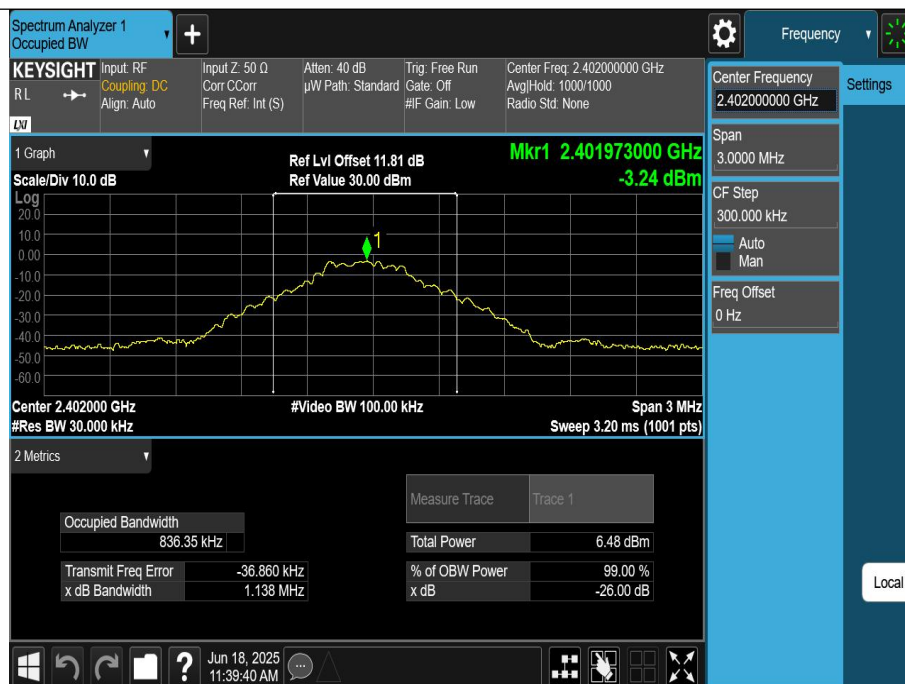 Spectrum Analyzer 1
Occupied BW
Frequency
KEYSIGHT
RL
LXI
Input: RF
Coupling: DC
Align: Auto
Input Z: 50 Ω
Corr CCorr
Freq Ref: Int (S)
Atten: 40 dB
µW Path: Standard
Trig: Free Run
Gate: Off
#IF Gain: Low
Center Freq: 2.402000000 GHz
Avg|Hold: 1000/1000
Radio Std: None
Center Frequency
2.402000000 GHz
Settings
Span
3.0000 MHz
CF Step
300.000 kHz
Auto
Man
Freq Offset
0 Hz
Local
1 Graph
Scale/Div 10.0 dB
Ref Lvl Offset 11.81 dB
Ref Value 30.00 dBm
Mkr1 2.401973000 GHz
-3.24 dBm
Log
20.0
10.0
0.00
-10.0
-20.0
-30.0
-40.0
-50.0
-60.0
1
Center 2.402000 GHz
#Res BW 30.000 kHz
#Video BW 100.00 kHz
Span 3 MHz
Sweep 3.20 ms (1001 pts)
2 Metrics
Measure Trace Trace 1
Occupied Bandwidth
836.35 kHz
Total Power 6.48 dBm
Transmit Freq Error -36.860 kHz
% of OBW Power 99.00 %
x dB Bandwidth 1.138 MHz
x dB -26.00 dB
?
Jun 18, 2025
11:39:40 AM